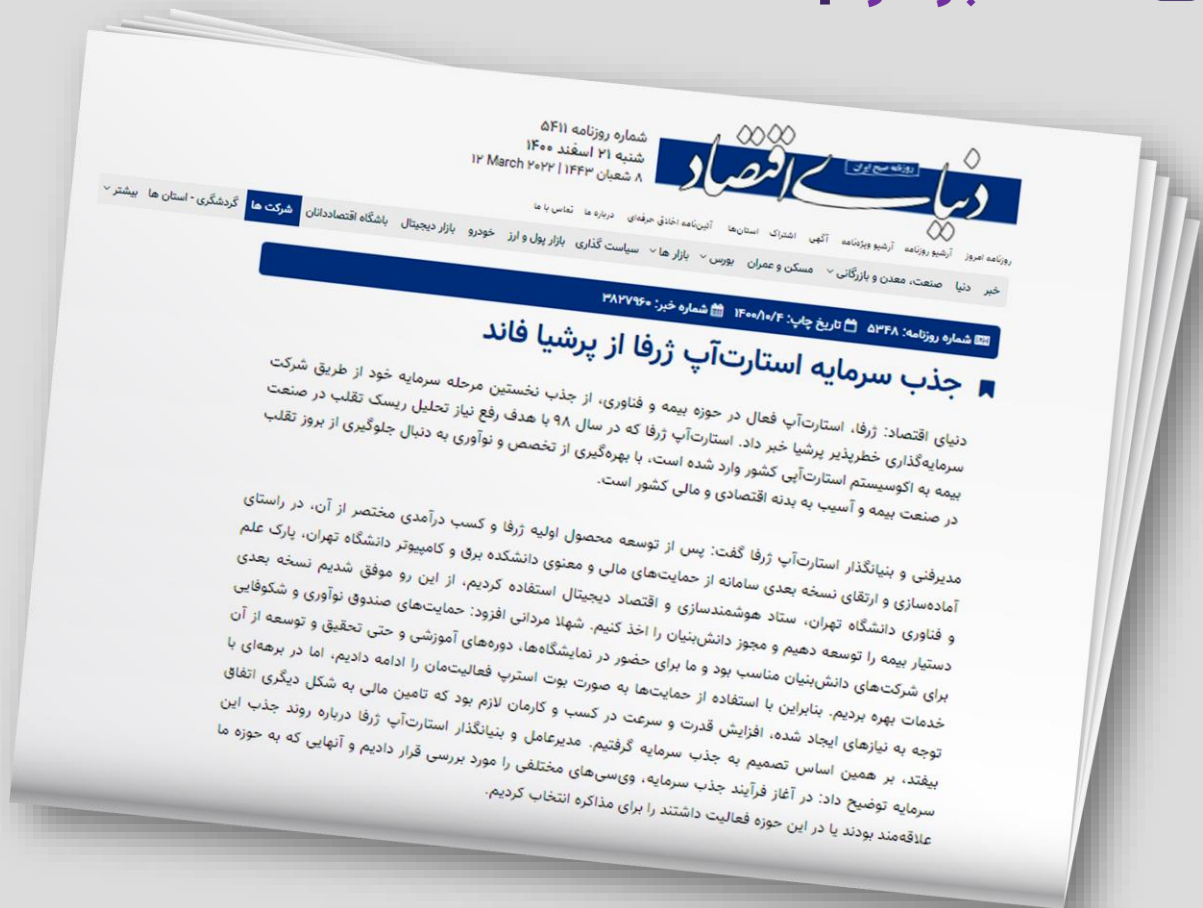 دنیای اقتصاد
روزنامه صبح ایران
شماره روزنامه ۵۴۱۱
شنبه ۲۱ اسفند ۱۴۰۰
۸ شعبان ۱۴۴۳ | ۱۲ March ۲۰۲۲
روزنامه امروز آرشیو روزنامه آرشیو ویژه‌نامه آگهی اشتراک استان‌ها آئین‌نامه اخلاق حرفه‌ای درباره ما تماس با ما
خبر دنیا صنعت، معدن و بازرگانی مسکن و عمران بورس بازار ها سیاست گذاری بازار پول و ارز خودرو بازار دیجیتال باشگاه اقتصاددانان شرکت ها گردشگری - استان ها بیشتر
شماره روزنامه: ۵۳۴۸ تاریخ چاپ: ۱۴۰۰/۱۰/۴ شماره خبر: ۳۸۲۷۹۶۰
جذب سرمایه استارت‌آپ ژرفا از پرشیا فاند
دنیای اقتصاد: ژرفا، استارت‌آپ فعال در حوزه بیمه و فناوری، از جذب نخستین مرحله سرمایه خود از طریق شرکت
سرمایه‌گذاری خطرپذیر پرشیا خبر داد. استارت‌آپ ژرفا که در سال ۹۸ با هدف رفع نیاز تحلیل ریسک تقلب در صنعت
بیمه به اکوسیستم استارت‌آپی کشور وارد شده است، با بهره‌گیری از تخصص و نوآوری به دنبال جلوگیری از بروز تقلب
در صنعت بیمه و آسیب به بدنه اقتصادی و مالی کشور است.
مدیرفنی و بنیانگذار استارت‌آپ ژرفا گفت: پس از توسعه محصول اولیه ژرفا و کسب درآمدی مختصر از آن، در راستای
آماده‌سازی و ارتقای نسخه بعدی سامانه از حمایت‌های مالی و معنوی دانشکده برق و کامپیوتر دانشگاه تهران، پارک علم
و فناوری دانشگاه تهران، ستاد هوشمندسازی و اقتصاد دیجیتال استفاده کردیم، از این رو موفق شدیم نسخه بعدی
دستیار بیمه را توسعه دهیم و مجوز دانش‌بنیان را اخذ کنیم. شهلا مردانی افزود: حمایت‌های صندوق نوآوری و شکوفایی
برای شرکت‌های دانش‌بنیان مناسب بود و ما برای حضور در نمایشگاه‌ها، دوره‌های آموزشی و حتی تحقیق و توسعه از آن
خدمات بهره بردیم. بنابراین با استفاده از حمایت‌ها به صورت بوت استرپ فعالیت‌مان را ادامه دادیم، اما در برهه‌ای با
توجه به نیازهای ایجاد شده، افزایش قدرت و سرعت در کسب و کارمان لازم بود که تامین مالی به شکل دیگری اتفاق
بیفتد، بر همین اساس تصمیم به جذب سرمایه گرفتیم. مدیرعامل و بنیانگذار استارت‌آپ ژرفا درباره روند جذب این
سرمایه توضیح داد: در آغاز فرآیند جذب سرمایه، وی‌سی‌های مختلفی را مورد بررسی قرار دادیم و آنهایی که به حوزه ما
علاقه‌مند بودند یا در این حوزه فعالیت داشتند را برای مذاکره انتخاب کردیم.